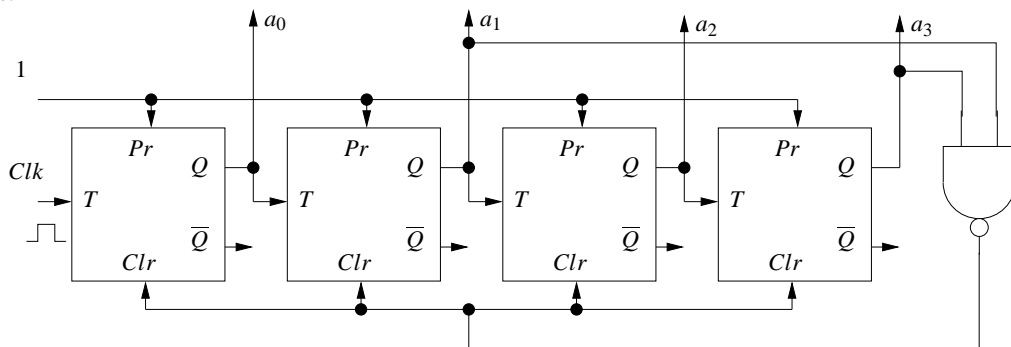 a0 a1 a2 a3
1
Pr Pr Pr Pr
Q Q Q Q
Clk
T T T T
Q̅ Q̅ Q̅ Q̅
Clr Clr Clr Clr